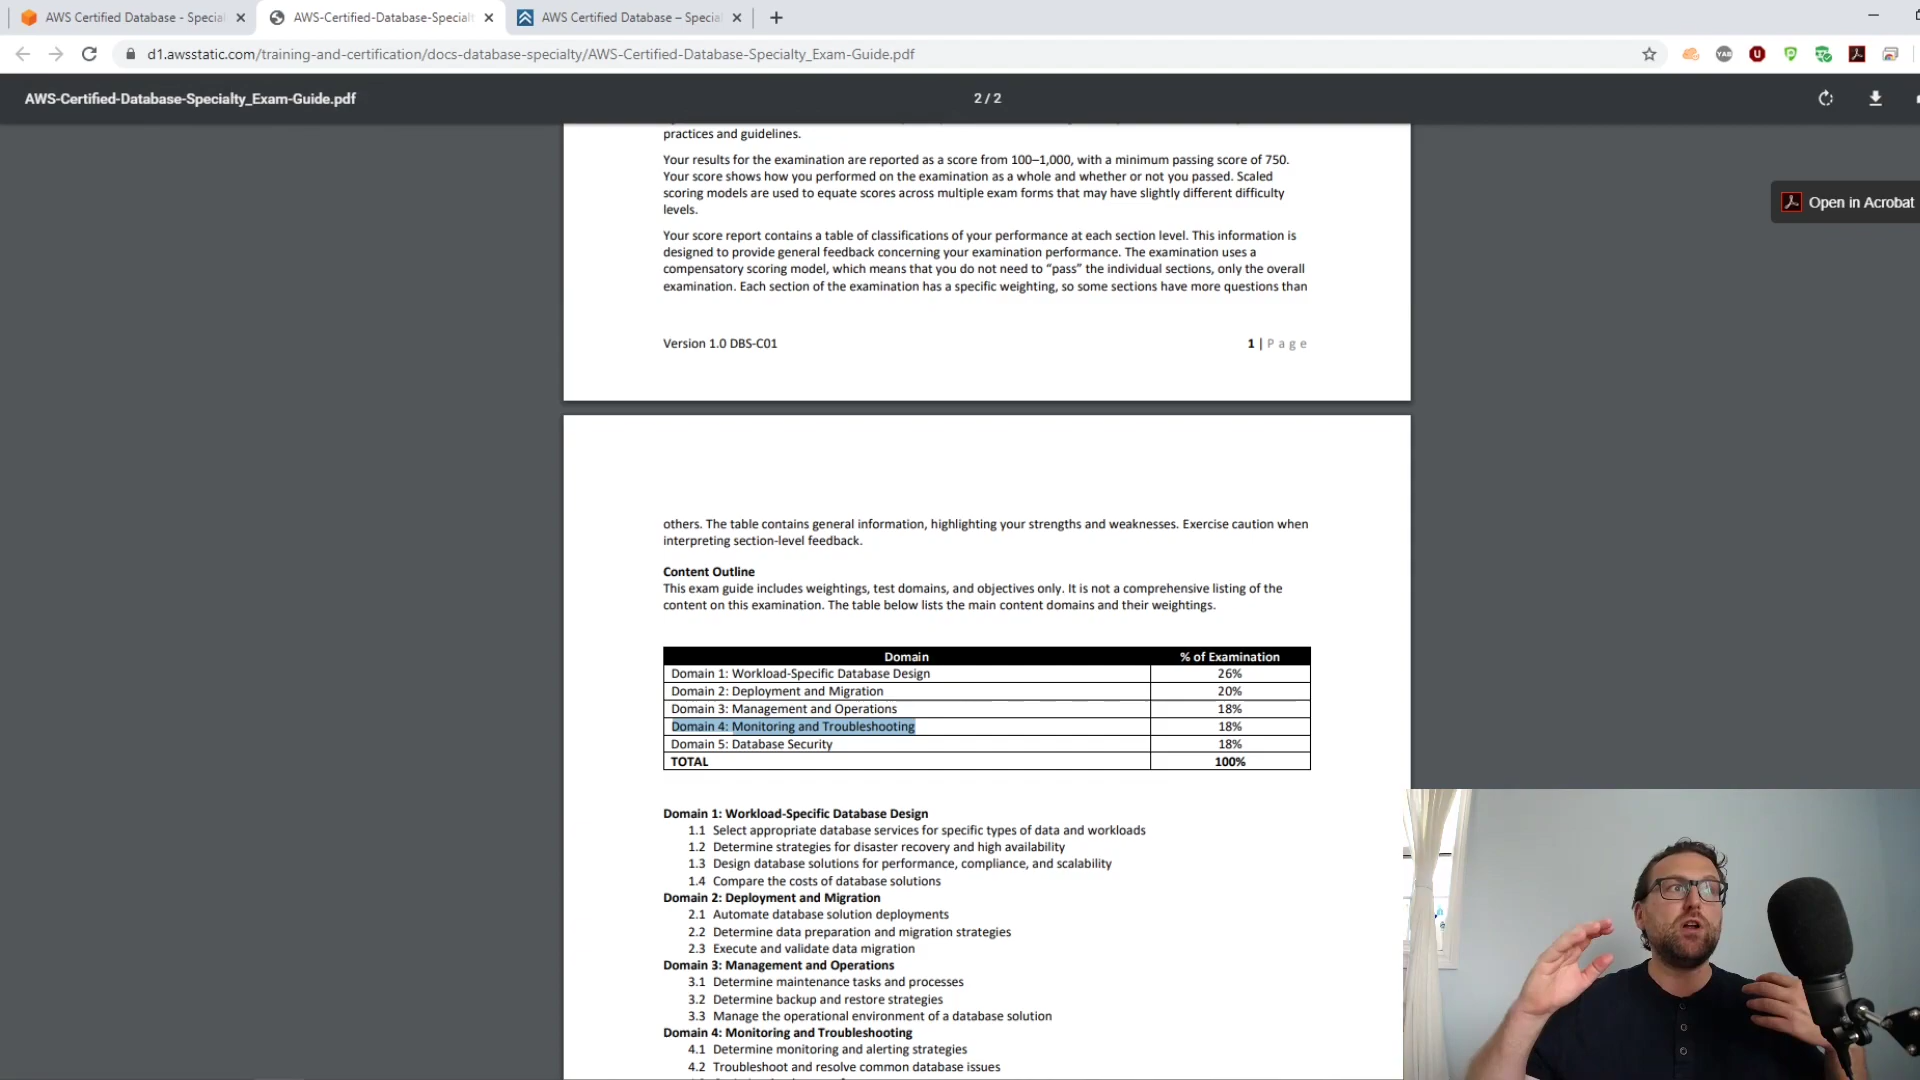 AWS Certified Database - Specia
AWS-Certified-Database-Specialt
AWS Certified Database – Specia
d1.awsstatic.com/training-and-certification/docs-database-specialty/AWS-Certified-Database-Specialty_Exam-Guide.pdf
AWS-Certified-Database-Specialty_Exam-Guide.pdf
2 / 2
Open in Acrobat
practices and guidelines.
Your results for the examination are reported as a score from 100–1,000, with a minimum passing score of 750.
Your score shows how you performed on the examination as a whole and whether or not you passed. Scaled
scoring models are used to equate scores across multiple exam forms that may have slightly different difficulty
levels.
Your score report contains a table of classifications of your performance at each section level. This information is
designed to provide general feedback concerning your examination performance. The examination uses a
compensatory scoring model, which means that you do not need to “pass” the individual sections, only the overall
examination. Each section of the examination has a specific weighting, so some sections have more questions than
Version 1.0 DBS-C01
1 | P a g e
others. The table contains general information, highlighting your strengths and weaknesses. Exercise caution when
interpreting section-level feedback.
Content Outline
This exam guide includes weightings, test domains, and objectives only. It is not a comprehensive listing of the
content on this examination. The table below lists the main content domains and their weightings.
Domain % of Examination
Domain 1: Workload-Specific Database Design 26%
Domain 2: Deployment and Migration 20%
Domain 3: Management and Operations 18%
Domain 4: Monitoring and Troubleshooting 18%
Domain 5: Database Security 18%
TOTAL 100%
Domain 1: Workload-Specific Database Design
1.1 Select appropriate database services for specific types of data and workloads
1.2 Determine strategies for disaster recovery and high availability
1.3 Design database solutions for performance, compliance, and scalability
1.4 Compare the costs of database solutions
Domain 2: Deployment and Migration
2.1 Automate database solution deployments
2.2 Determine data preparation and migration strategies
2.3 Execute and validate data migration
Domain 3: Management and Operations
3.1 Determine maintenance tasks and processes
3.2 Determine backup and restore strategies
3.3 Manage the operational environment of a database solution
Domain 4: Monitoring and Troubleshooting
4.1 Determine monitoring and alerting strategies
4.2 Troubleshoot and resolve common database issues